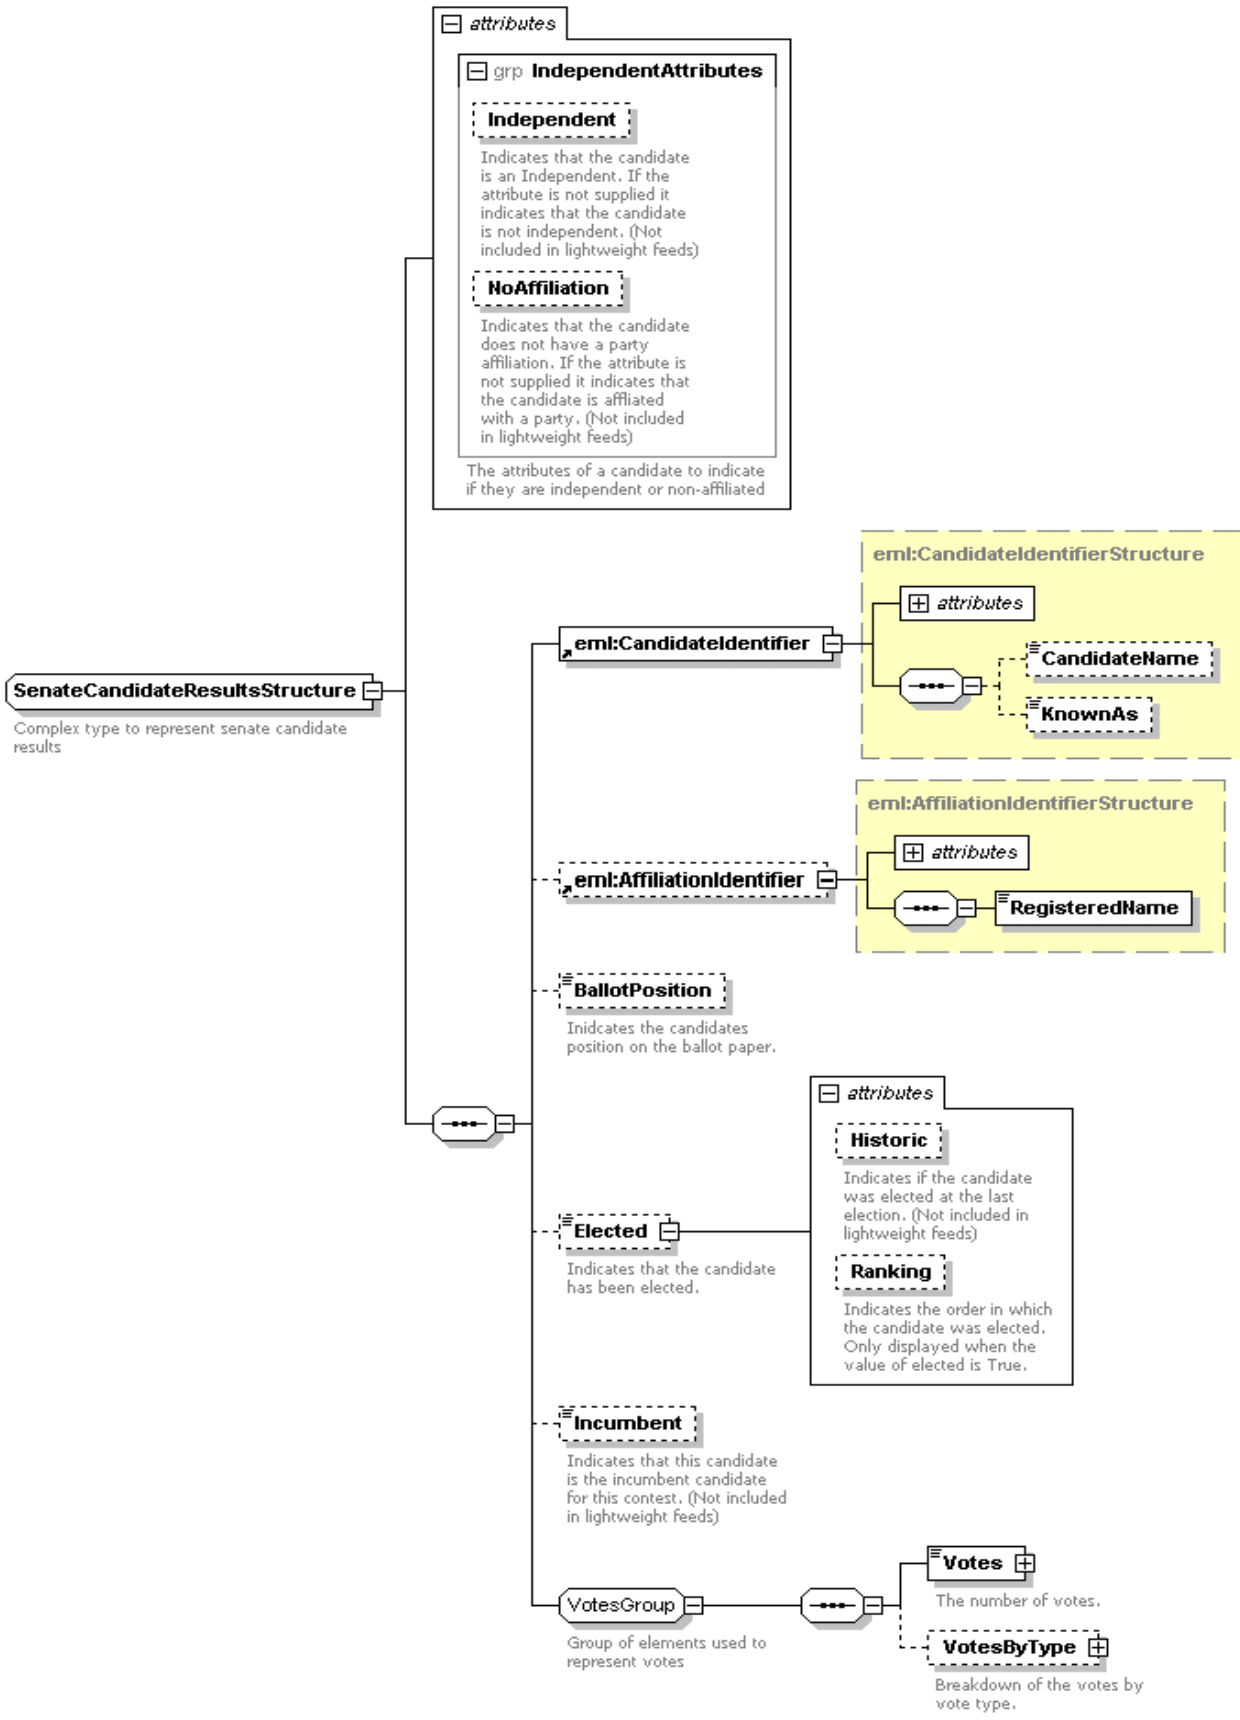 attributes
grp IndependentAttributes
Independent
Indicates that the candidate
is an Independent. If the
attribute is not supplied it
indicates that the candidate
is not independent. (Not
included in lightweight feeds)
NoAffiliation
Indicates that the candidate
does not have a party
affiliation. If the attribute is
not supplied it indicates that
the candidate is affliated
with a party. (Not included
in lightweight feeds)
The attributes of a candidate to indicate
if they are independent or non-affiliated
SenateCandidateResultsStructure
Complex type to represent senate candidate
results
eml:CandidateIdentifierStructure
attributes
eml:CandidateIdentifier
CandidateName
KnownAs
eml:AffiliationIdentifierStructure
attributes
eml:AffiliationIdentifier
RegisteredName
BallotPosition
Inidcates the candidates
position on the ballot paper.
attributes
Historic
Indicates if the candidate
was elected at the last
election. (Not included in
lightweight feeds)
Elected
Indicates that the candidate
has been elected.
Ranking
Indicates the order in which
the candidate was elected.
Only displayed when the
value of elected is True.
Incumbent
Indicates that this candidate
is the incumbent candidate
for this contest. (Not included
in lightweight feeds)
VotesGroup
Group of elements used to
represent votes
Votes
The number of votes.
VotesByType
Breakdown of the votes by
vote type.